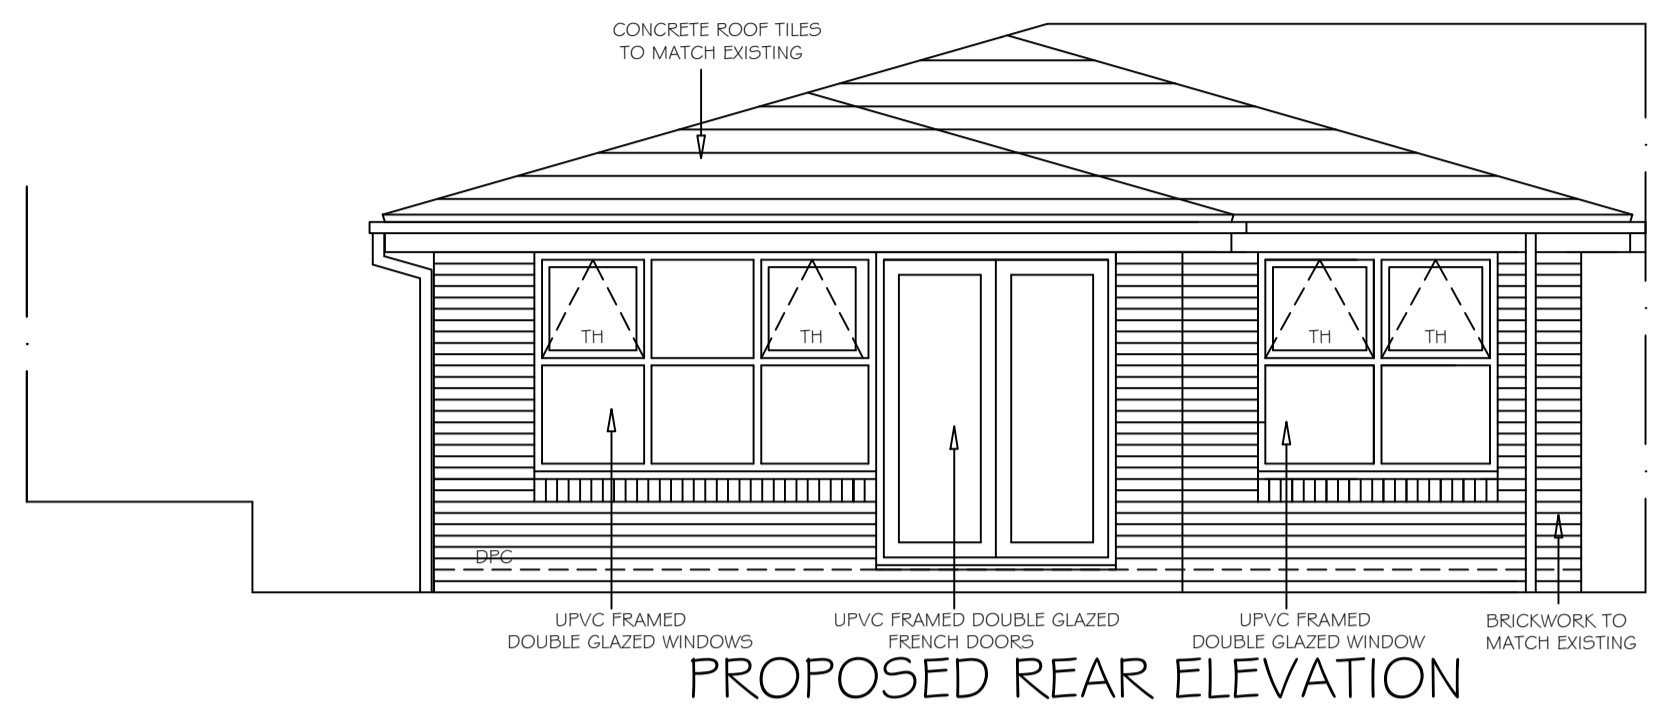 CONCRETE ROOF TILES
TO MATCH EXISTING
TH
TH
TH
TH
DPC
UPVC FRAMED
DOUBLE GLAZED WINDOWS
UPVC FRAMED DOUBLE GLAZED
FRENCH DOORS
UPVC FRAMED
DOUBLE GLAZED WINDOW
BRICKWORK TO
MATCH EXISTING
PROPOSED REAR ELEVATION